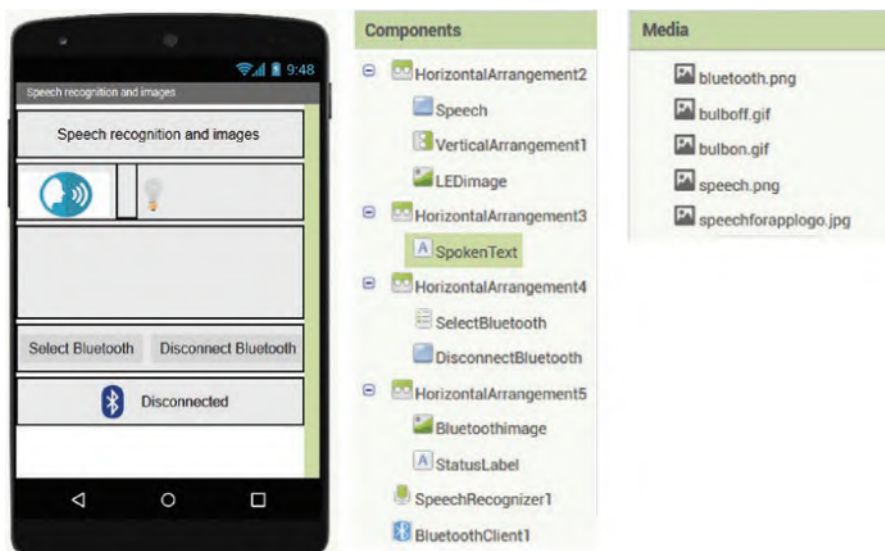 9:48
Speech recognition and images
Speech recognition and images
Select Bluetooth Disconnect Bluetooth
Disconnected
Components
HorizontalArrangement2
Speech
VerticalArrangement1
LEDimage
HorizontalArrangement3
A SpokenText
HorizontalArrangement4
SelectBluetooth
DisconnectBluetooth
HorizontalArrangement5
Bluetoothimage
A StatusLabel
SpeechRecognizer1
BluetoothClient1
Media
bluetooth.png
bulboff.gif
bulbon.gif
speech.png
speechforapplogo.jpg